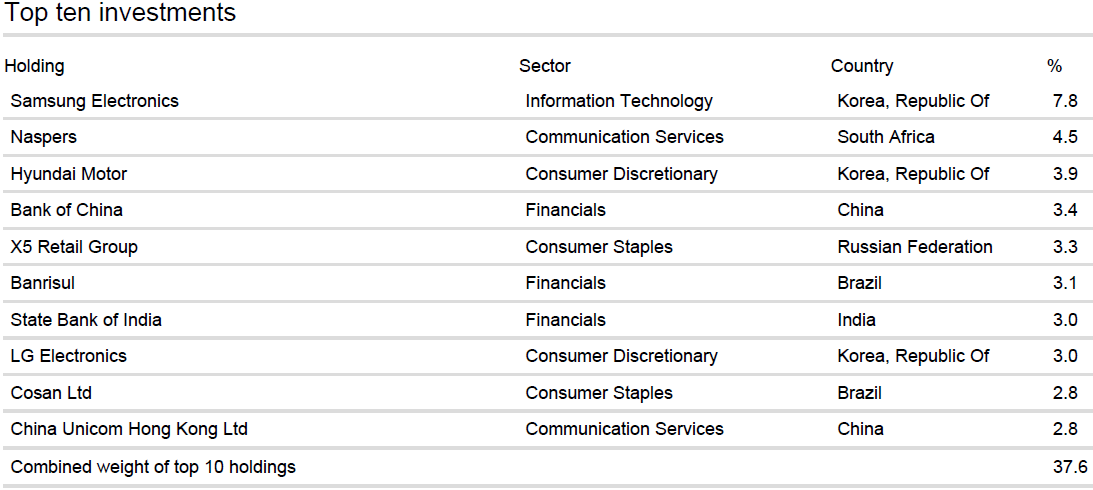 Top ten investments
Holding Sector Country %
Samsung Electronics Information Technology Korea, Republic Of 7.8
Naspers Communication Services South Africa 4.5
Hyundai Motor Consumer Discretionary Korea, Republic Of 3.9
Bank of China Financials China 3.4
X5 Retail Group Consumer Staples Russian Federation 3.3
Banrisul Financials Brazil 3.1
State Bank of India Financials India 3.0
LG Electronics Consumer Discretionary Korea, Republic Of 3.0
Cosan Ltd Consumer Staples Brazil 2.8
China Unicom Hong Kong Ltd Communication Services China 2.8
Combined weight of top 10 holdings 37.6